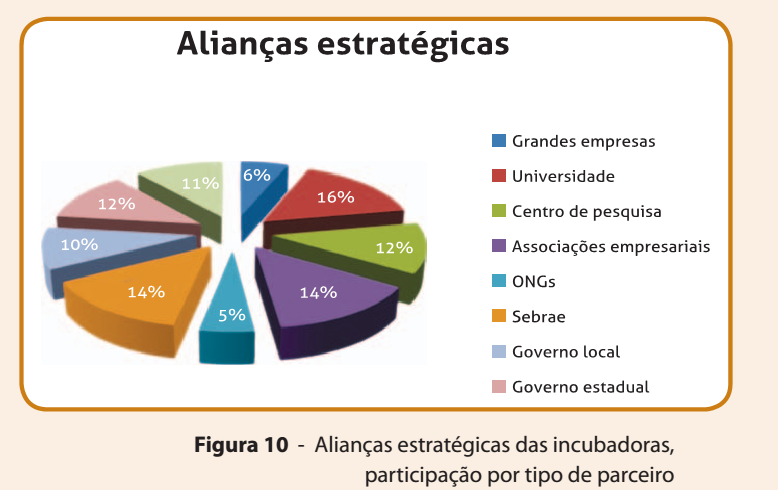 Alianças estratégicas
11%
6%
16%
12%
12%
10%
14%
14%
5%
Grandes empresas
Universidade
Centro de pesquisa
Associações empresariais
ONGs
Sebrae
Governo local
Governo estadual
Figura 10 - Alianças estratégicas das incubadoras,
participação por tipo de parceiro